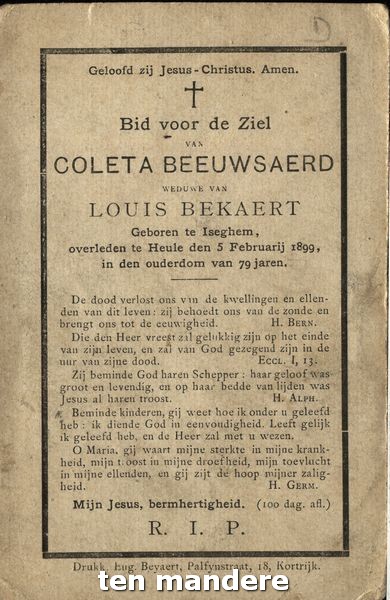 D
Geloofd zij Jesus-Christus. Amen.
Bid voor de Ziel
VAN
COLETA BEEUWSAERD
WEDUWE VAN
LOUIS BEKAERT
Geboren te Iseghem,
overleden te Heule den 5 Februarij 1899,
in den ouderdom van 79 jaren.
De dood verlost ons van de kwellingen en ellen-
den van dit leven: zij behoedt ons van de zonde en
brengt ons tot de eeuwigheid. H. BERN.
Die den Heer vreest zal gelukkig zijn op het einde
van zijn leven, en zal van God gezegend zijn in de
uur van zijne dood. ECCL. I, 13.
Zij beminde God haren Schepper: haar geloof was
groot en levendig, en op haar bedde van lijden was
Jesus al haren troost. H. ALPH.
Beminde kinderen, gij weet hoe ik onder u geleefd
heb: ik diende God in eenvoudigheid. Leeft gelijk
ik geleefd heb, en de Heer zal met u wezen.
O Maria, gij waart mijne sterkte in mijne krank-
heid, mijn troost in mijne droefheid, mijn toevlucht
in mijne ellenden, en gij zijt de hoop mijner zalig-
heid. H. GERM.
Mijn Jesus, bermhertigheid. (100 dag. afl.)
R. I. P.
Drukk. Eug. Beyaert, Palfynstraat, 18, Kortrijk.
ten mandere